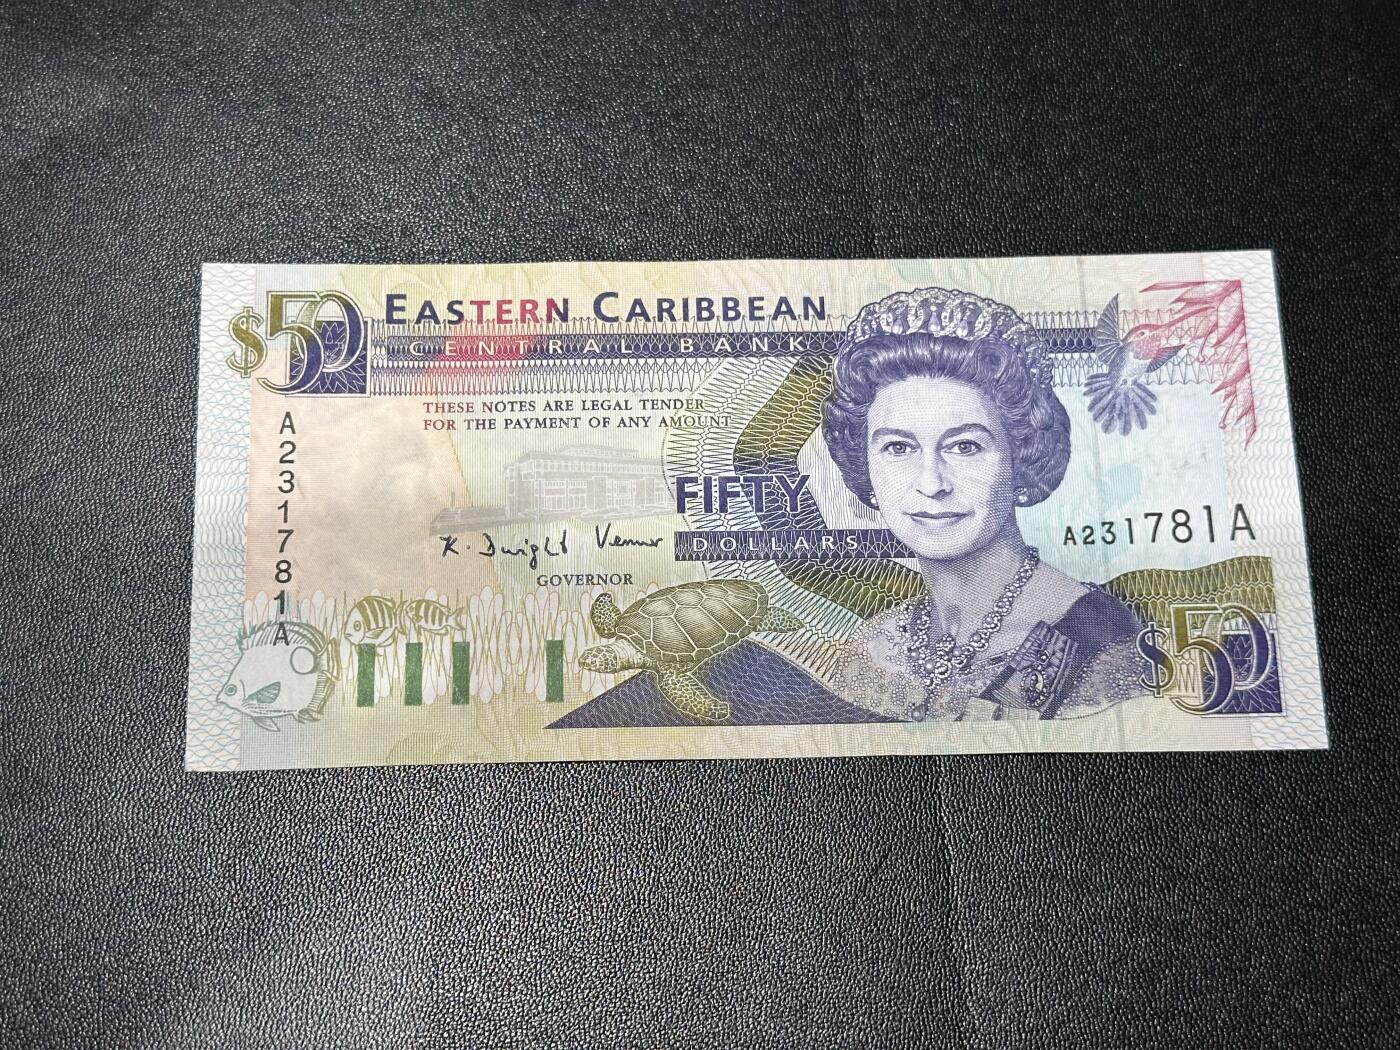 $50
EASTERN CARIBBEAN
CENTRAL BANK
THESE NOTES ARE LEGAL TENDER
FOR THE PAYMENT OF ANY AMOUNT
A231781A
FIFTY
DOLLARS
K. Dwight Venner
GOVERNOR
A231781A
$50